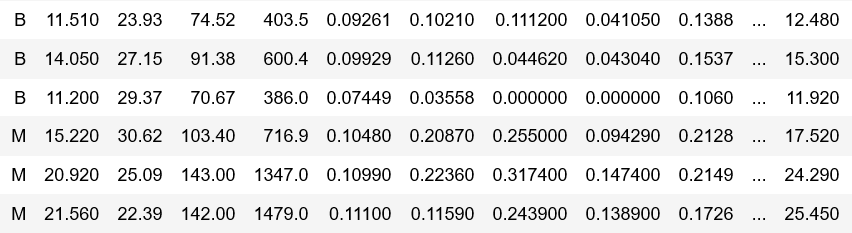 B 11.510 23.93 74.52 403.5 0.09261 0.10210 0.111200 0.041050 0.1388 ... 12.480
B 14.050 27.15 91.38 600.4 0.09929 0.11260 0.044620 0.043040 0.1537 ... 15.300
B 11.200 29.37 70.67 386.0 0.07449 0.03558 0.000000 0.000000 0.1060 ... 11.920
M 15.220 30.62 103.40 716.9 0.10480 0.20870 0.255000 0.094290 0.2128 ... 17.520
M 20.920 25.09 143.00 1347.0 0.10990 0.22360 0.317400 0.147400 0.2149 ... 24.290
M 21.560 22.39 142.00 1479.0 0.11100 0.11590 0.243900 0.138900 0.1726 ... 25.450